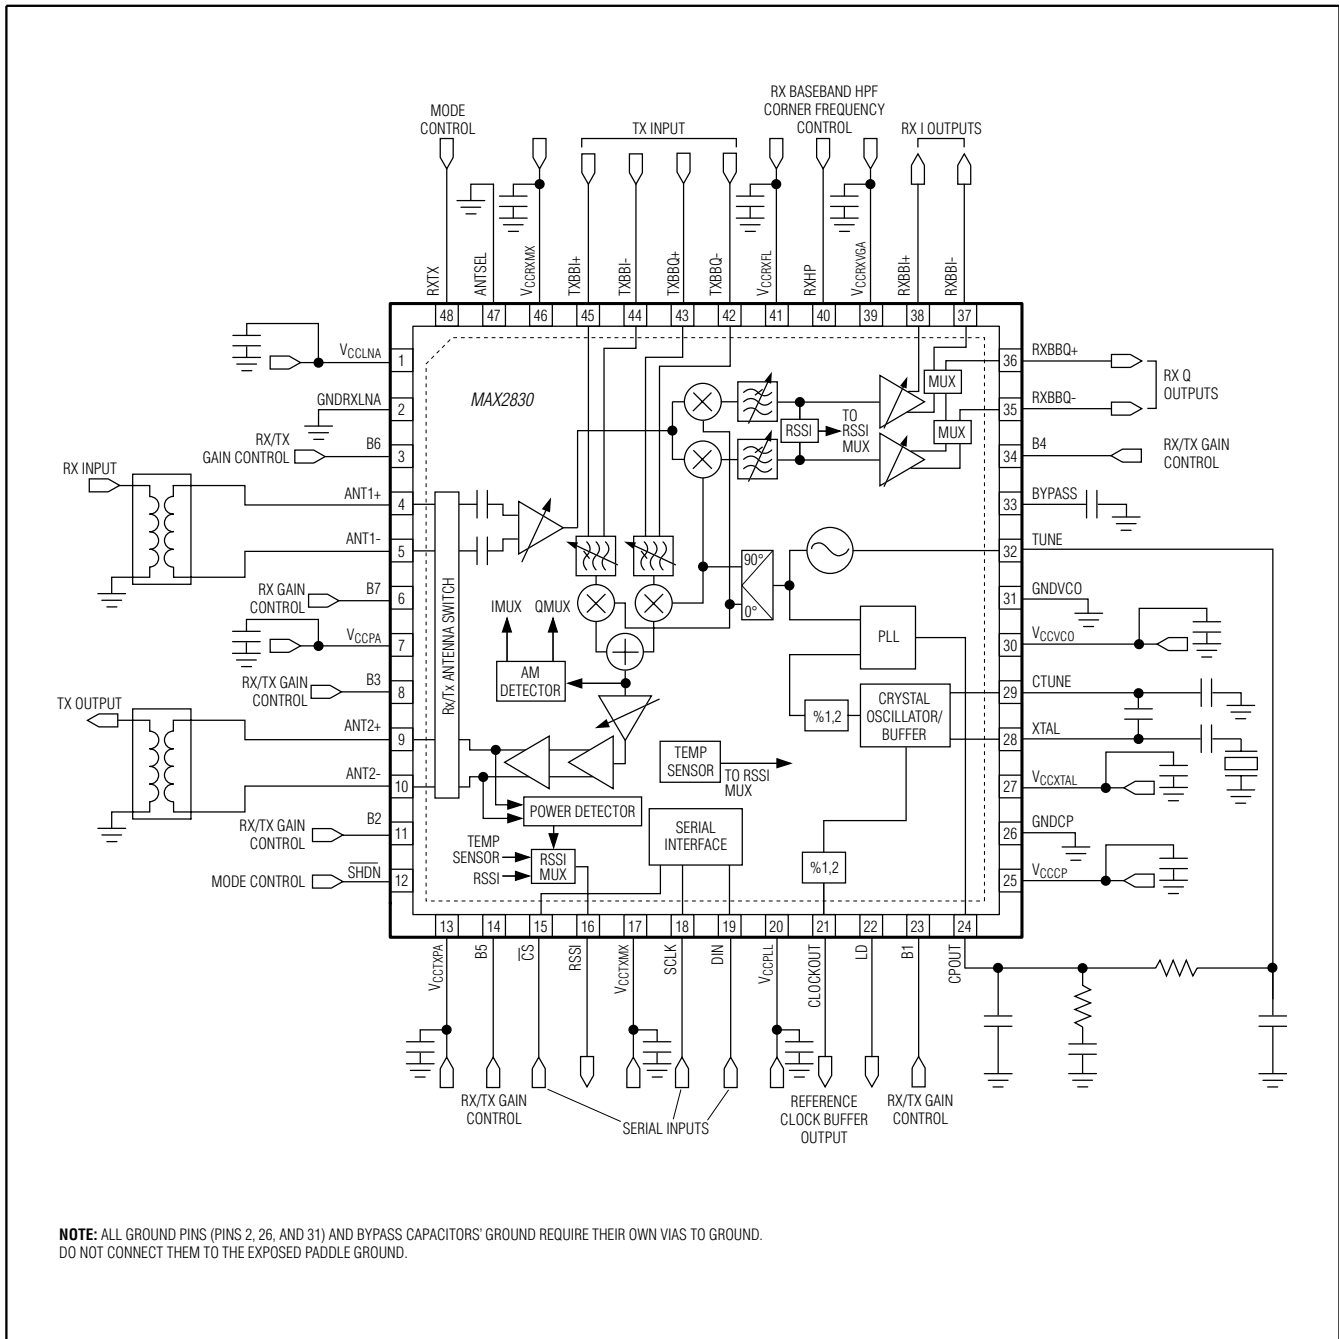 MODE
CONTROL
TX INPUT
RX BASEBAND HPF
CORNER FREQUENCY
CONTROL
RX I OUTPUTS
RXTX
ANTSEL
VCCRXMX
TXBBI+
TXBBI-
TXBBQ+
TXBBQ-
VCCRXFL
RXHP
VCCRXVGA
RXBBI+
RXBBI-
48
47
46
45
44
43
42
41
40
39
38
37
VCCLNA
1
GNDRXLNA
2
RX/TX
GAIN CONTROL
B6
3
RX INPUT
ANT1+
4
ANT1-
5
RX GAIN
CONTROL
B7
6
VCCPA
7
RX/TX GAIN
CONTROL
B3
8
TX OUTPUT
ANT2+
9
ANT2-
10
RX/TX GAIN
CONTROL
B2
11
MODE CONTROL
SHDN
12
MAX2830
Rx/Tx ANTENNA SWITCH
MUX
MUX
RSSI
TO
RSSI
MUX
90°
0°
IMUX
QMUX
AM
DETECTOR
PLL
%1,2
CRYSTAL
OSCILLATOR/
BUFFER
TEMP
SENSOR
TO RSSI
MUX
POWER DETECTOR
SERIAL
INTERFACE
TEMP
SENSOR
RSSI
RSSI
MUX
%1,2
36
RXBBQ+
RX Q
OUTPUTS
35
RXBBQ-
34
B4
RX/TX GAIN
CONTROL
33
BYPASS
32
TUNE
31
GNDVCO
30
VCCVCO
29
CTUNE
28
XTAL
27
VCCXTAL
26
GNDCP
25
VCCCP
13
14
15
16
17
18
19
20
21
22
23
24
VCCTXPA
B5
CS
RSSI
VCCTXMX
SCLK
DIN
VCCPLL
CLOCKOUT
LD
B1
CPOUT
RX/TX GAIN
CONTROL
SERIAL INPUTS
REFERENCE
CLOCK BUFFER
OUTPUT
RX/TX GAIN
CONTROL
NOTE: ALL GROUND PINS (PINS 2, 26, AND 31) AND BYPASS CAPACITORS' GROUND REQUIRE THEIR OWN VIAS TO GROUND.
DO NOT CONNECT THEM TO THE EXPOSED PADDLE GROUND.